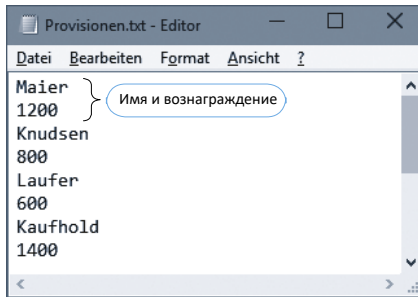 Provisionen.txt - Editor
Datei Bearbeiten Format Ansicht ?
Maier
1200
Имя и вознаграждение
Knudsen
800
Laufer
600
Kaufhold
1400